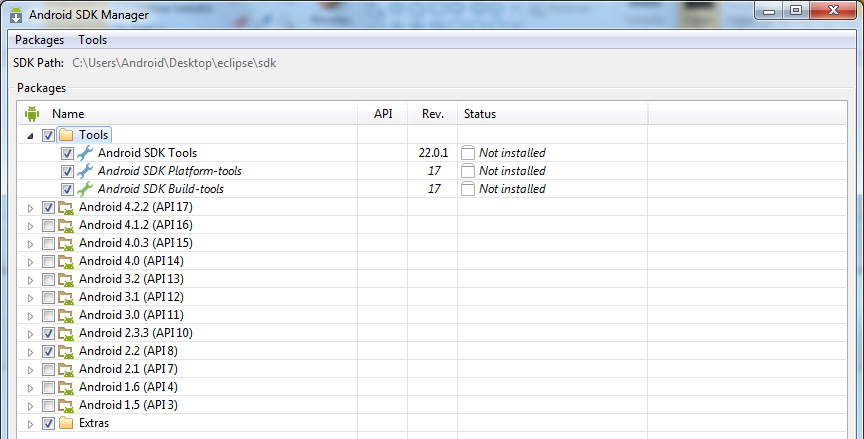 Android SDK Manager
Packages Tools
SDK Path: C:\Users\Android\Desktop\eclipse\sdk
Packages
Name API Rev. Status
Tools
Android SDK Tools 22.0.1 Not installed
Android SDK Platform-tools 17 Not installed
Android SDK Build-tools 17 Not installed
Android 4.2.2 (API 17)
Android 4.1.2 (API 16)
Android 4.0.3 (API 15)
Android 4.0 (API 14)
Android 3.2 (API 13)
Android 3.1 (API 12)
Android 3.0 (API 11)
Android 2.3.3 (API 10)
Android 2.2 (API 8)
Android 2.1 (API 7)
Android 1.6 (API 4)
Android 1.5 (API 3)
Extras